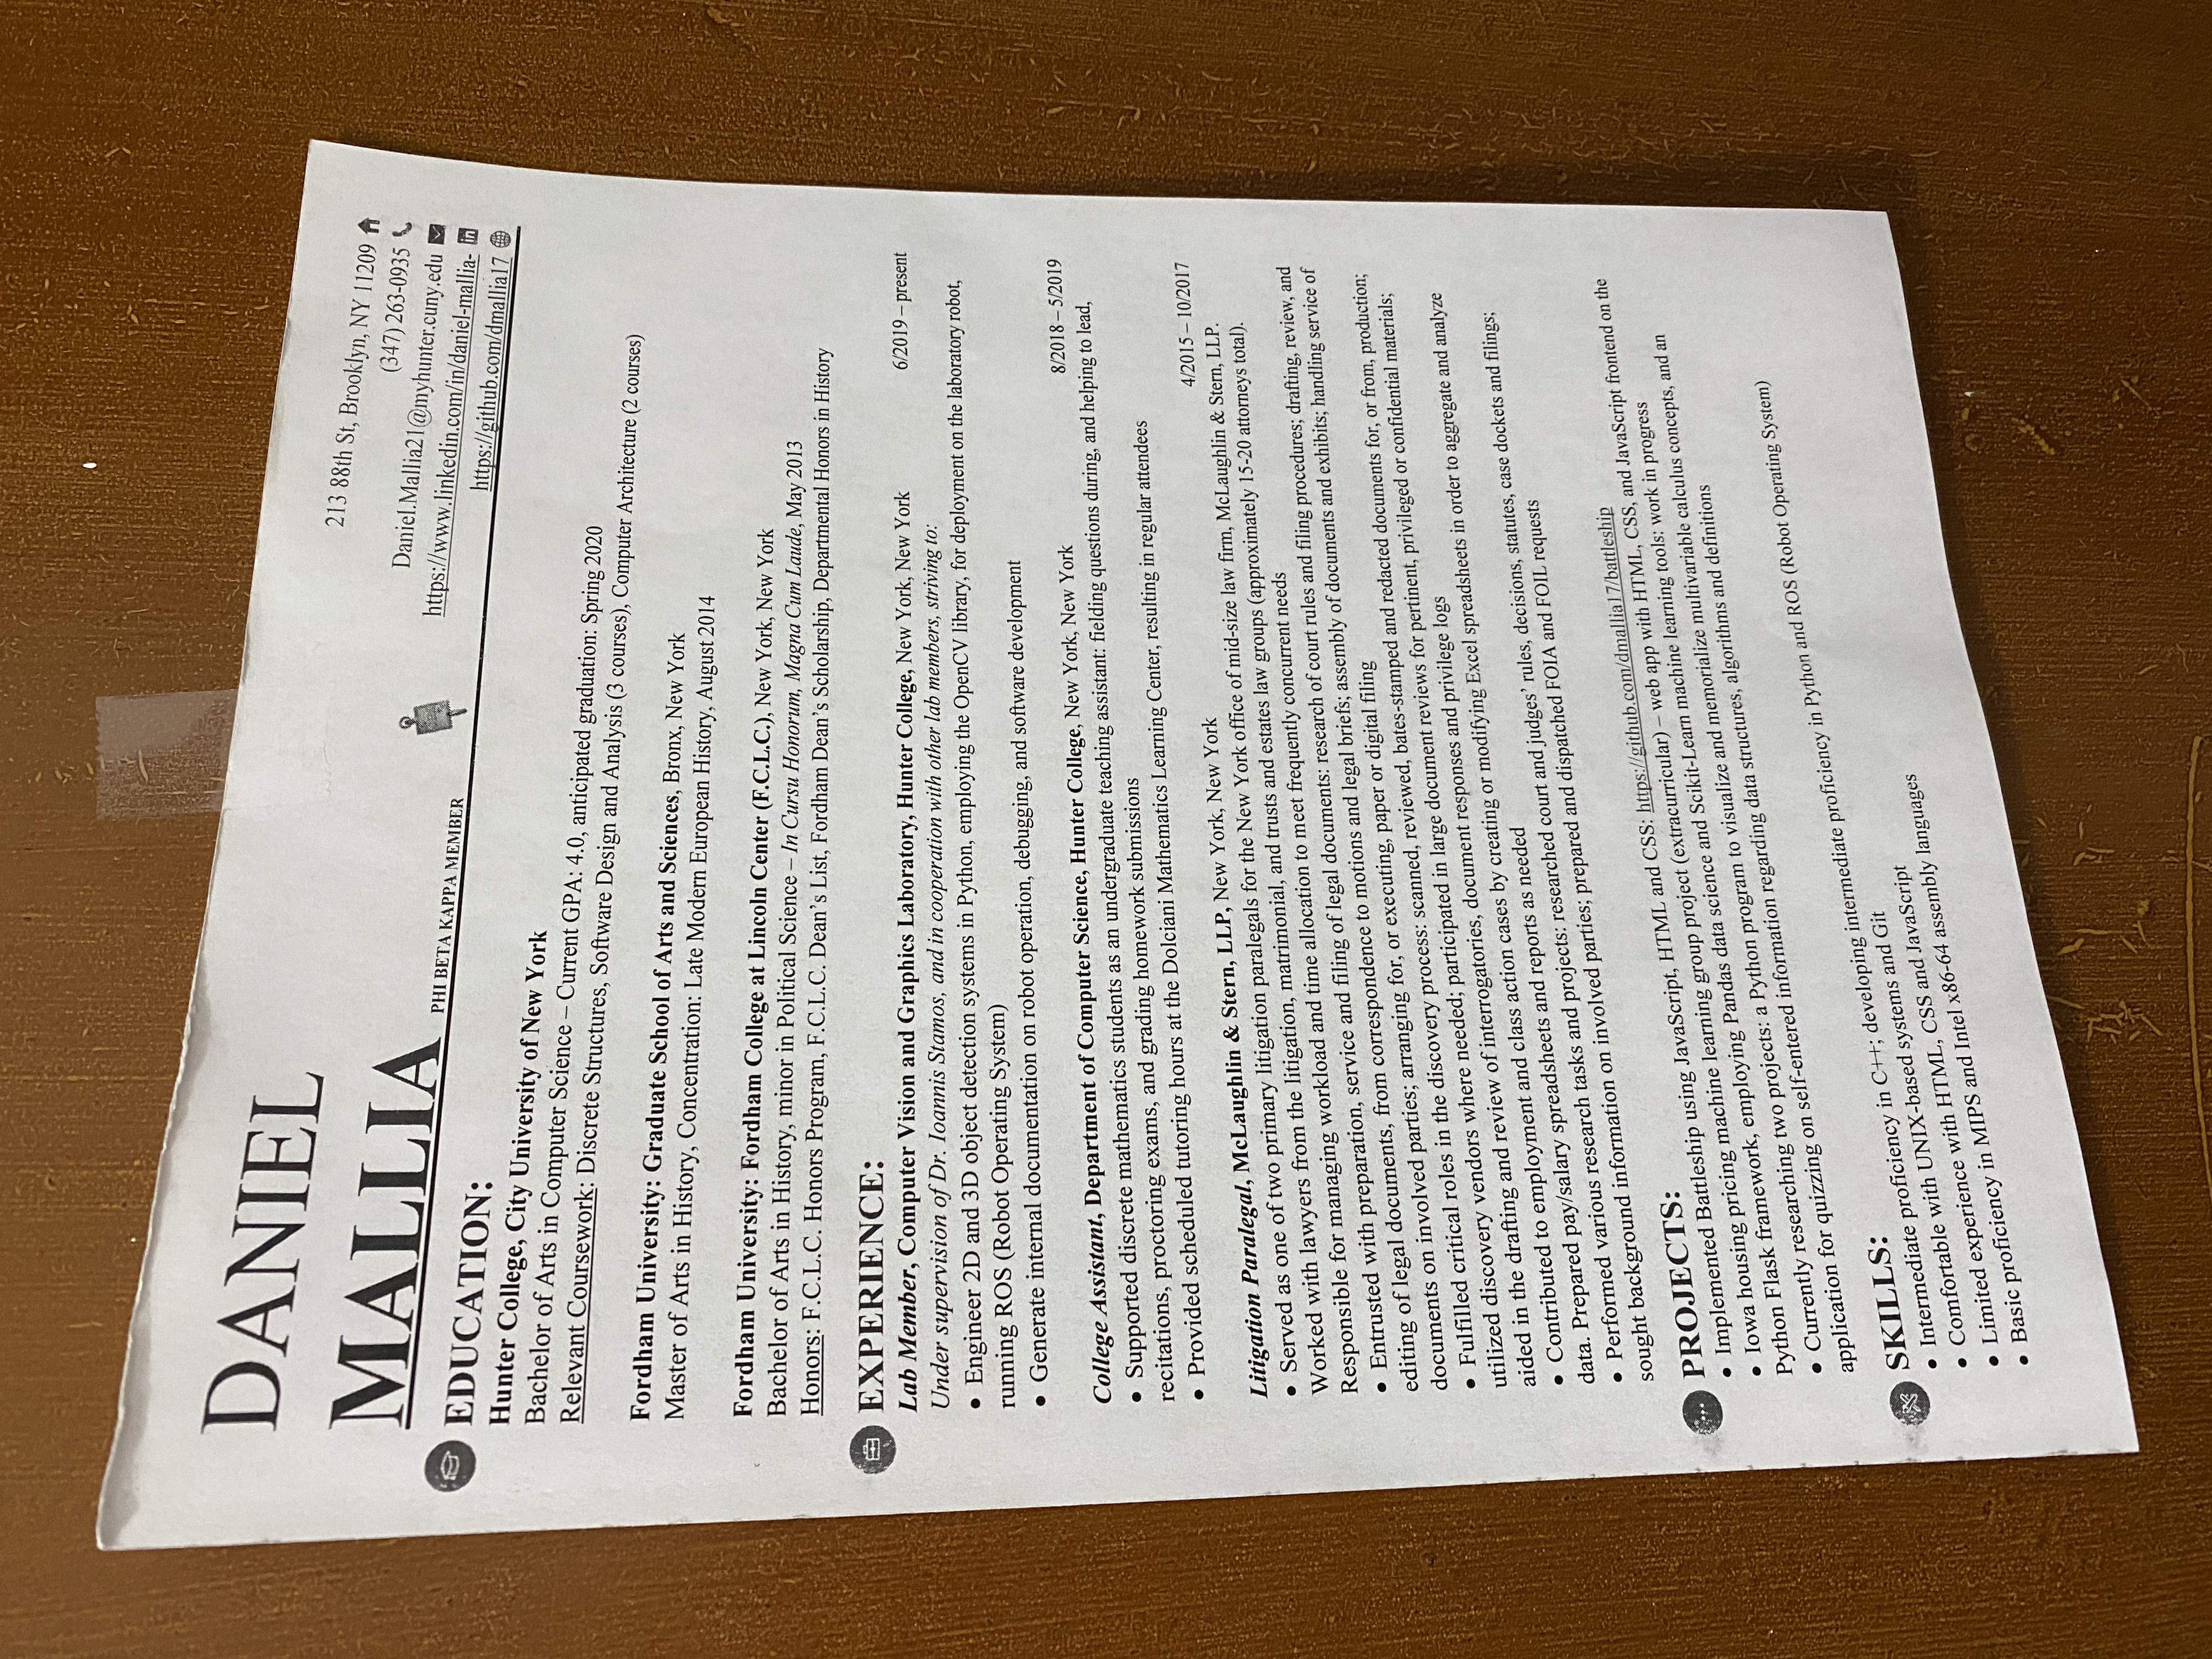 DANIEL
MALLIA
PHI BETA KAPPA MEMBER
213 88th St, Brooklyn, NY 11209
(347) 263-0935
Daniel.Mallia21@myhunter.cuny.edu
https://www.linkedin.com/in/daniel-mallia-
in
https://github.com/dmallia17
EDUCATION:
Hunter College, City University of New York
Bachelor of Arts in Computer Science – Current GPA: 4.0, anticipated graduation: Spring 2020
Relevant Coursework: Discrete Structures, Software Design and Analysis (3 courses), Computer Architecture (2 courses)
Fordham University: Graduate School of Arts and Sciences, Bronx, New York
Master of Arts in History, Concentration: Late Modern European History, August 2014
Fordham University: Fordham College at Lincoln Center (F.C.L.C.), New York, New York
Bachelor of Arts in History, minor in Political Science – In Cursu Honorum, Magna Cum Laude, May 2013
Honors: F.C.L.C. Honors Program, F.C.L.C. Dean’s List, Fordham Dean’s Scholarship, Departmental Honors in History
EXPERIENCE:
Lab Member, Computer Vision and Graphics Laboratory, Hunter College, New York, New York 6/2019 – present
Under supervision of Dr. Ioannis Stamos, and in cooperation with other lab members, striving to:
• Engineer 2D and 3D object detection systems in Python, employing the OpenCV library, for deployment on the laboratory robot,
running ROS (Robot Operating System)
• Generate internal documentation on robot operation, debugging, and software development
College Assistant, Department of Computer Science, Hunter College, New York, New York 8/2018 – 5/2019
• Supported discrete mathematics students as an undergraduate teaching assistant: fielding questions during, and helping to lead,
recitations, proctoring exams, and grading homework submissions
• Provided scheduled tutoring hours at the Dolciani Mathematics Learning Center, resulting in regular attendees
Litigation Paralegal, McLaughlin & Stern, LLP, New York, New York 4/2015 – 10/2017
• Served as one of two primary litigation paralegals for the New York office of mid-size law firm, McLaughlin & Stern, LLP.
Worked with lawyers from the litigation, matrimonial, and trusts and estates law groups (approximately 15-20 attorneys total).
Responsible for managing workload and time allocation to meet frequently concurrent needs
• Entrusted with preparation, service and filing of legal documents: research of court rules and filing procedures; drafting, review, and
editing of legal documents, from correspondence to motions and legal briefs; assembly of documents and exhibits; handling service of
documents on involved parties; arranging for, or executing, paper or digital filing
• Fulfilled critical roles in the discovery process: scanned, reviewed, bates-stamped and redacted documents for, or from, production;
utilized discovery vendors where needed; participated in large document reviews for pertinent, privileged or confidential materials;
aided in the drafting and review of interrogatories, document responses and privilege logs
• Contributed to employment and class action cases by creating or modifying Excel spreadsheets in order to aggregate and analyze
data. Prepared pay/salary spreadsheets and reports as needed
• Performed various research tasks and projects: researched court and judges’ rules, decisions, statutes, case dockets and filings;
sought background information on involved parties; prepared and dispatched FOIA and FOIL requests
PROJECTS:
• Implemented Battleship using JavaScript, HTML and CSS: https://github.com/dmallia17/battleship
• Iowa housing pricing machine learning group project (extracurricular) – web app with HTML, CSS, and JavaScript frontend on the
Python Flask framework, employing Pandas data science and Scikit-Learn machine learning tools: work in progress
• Currently researching two projects: a Python program to visualize and memorialize multivariable calculus concepts, and an
application for quizzing on self-entered information regarding data structures, algorithms and definitions
SKILLS:
• Intermediate proficiency in C++; developing intermediate proficiency in Python and ROS (Robot Operating System)
• Comfortable with UNIX-based systems and Git
• Limited experience with HTML, CSS and JavaScript
• Basic proficiency in MIPS and Intel x86-64 assembly languages